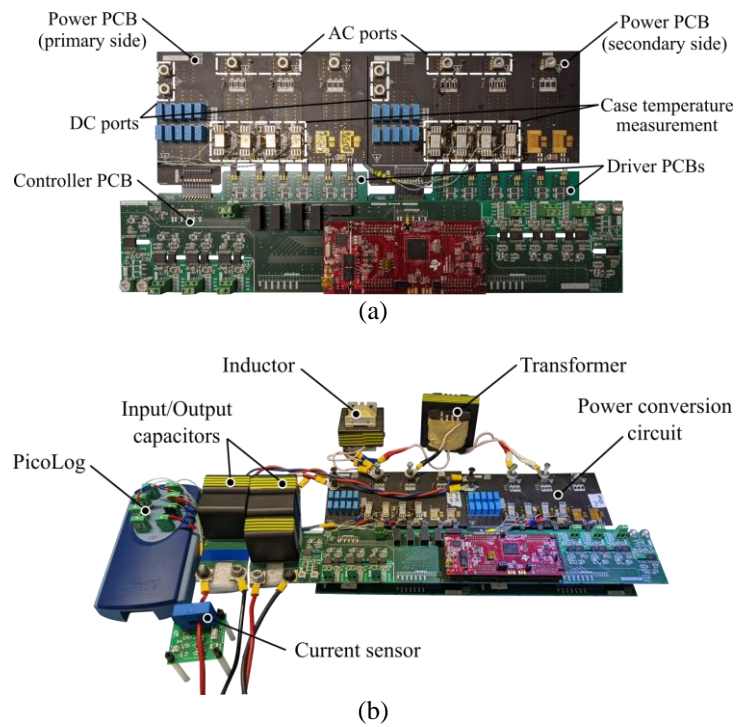 Power PCB
(primary side)
AC ports
Power PCB
(secondary side)
DC ports
Case temperature
measurement
Controller PCB
Driver PCBs
(a)
Inductor
Transformer
Input/Output
capacitors
Power conversion
circuit
PicoLog
Current sensor
(b)